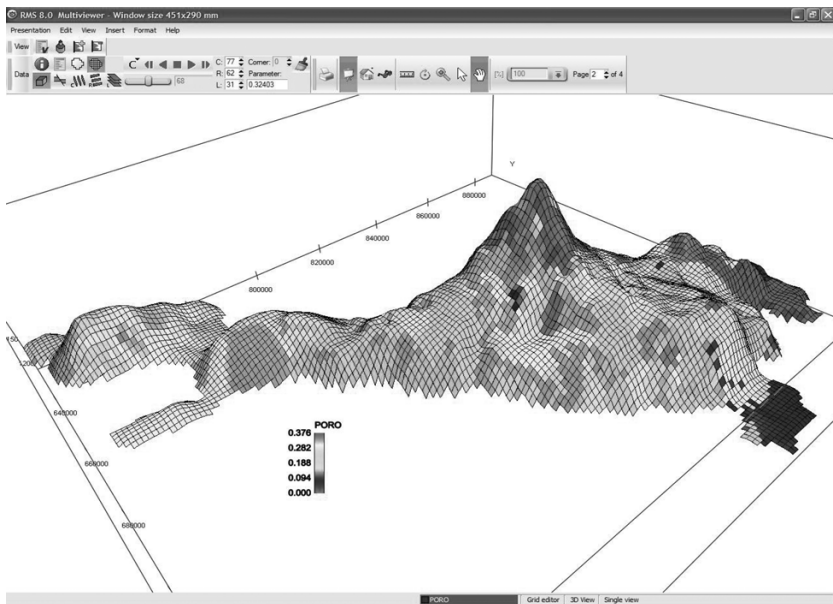 RMS 8.0 Multiviewer - Window size 451x290 mm
Presentation Edit View Insert Format Help
View
Data
C: 77 Corner: 0
R: 62 Parameter:
L: 31 0.32403
68
[%] 100 Page 2 of 4
Y
880000
860000
840000
820000
800000
640000
660000
680000
PORO
0.376
0.282
0.188
0.094
0.000
PORO Grid editor 3D View Single view